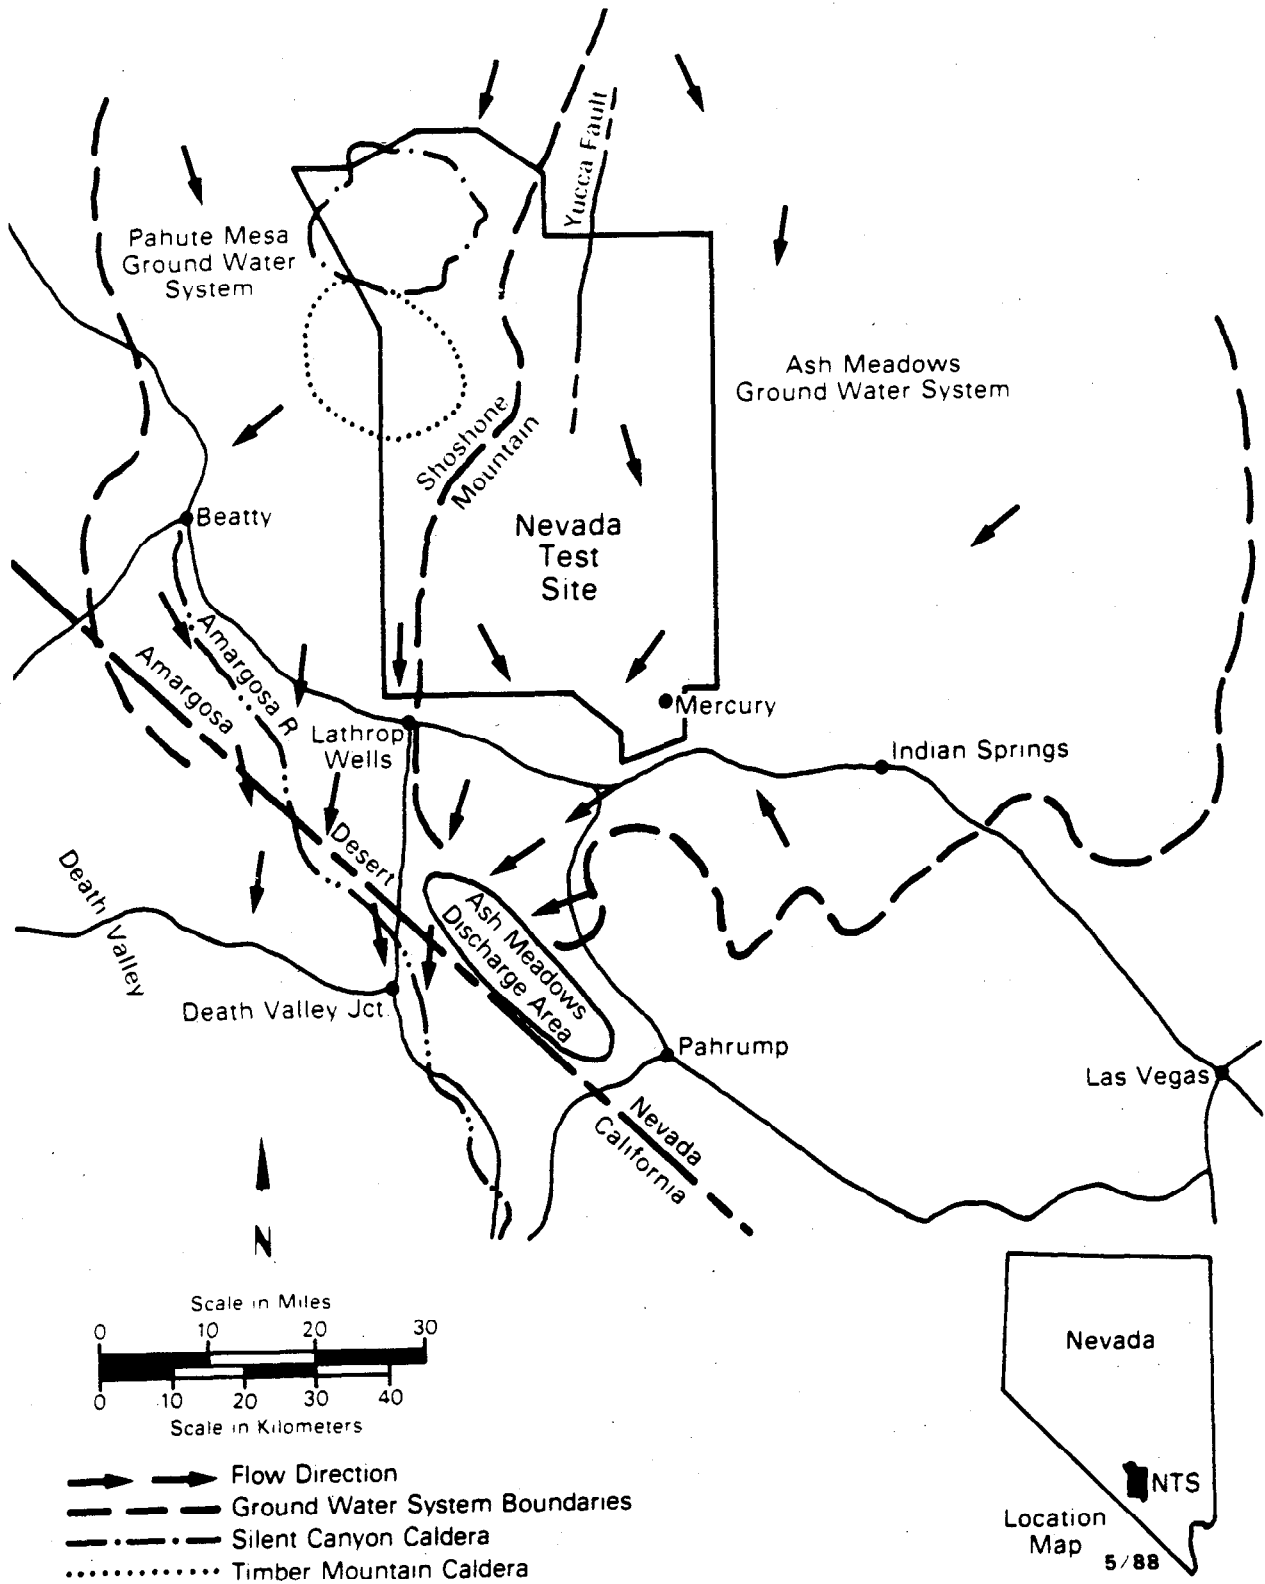 Yucca Fault
Pahute Mesa
Ground Water
System
Ash Meadows
Ground Water System
Shoshone
Mountain
Beatty
Nevada
Test
Site
Amargosa R
Amargosa
Desert
Mercury
Lathrop
Wells
Indian Springs
Death Valley
Ash Meadows
Discharge Area
Death Valley Jct.
Pahrump
Las Vegas
Nevada
California
N
Scale in Miles
0 10 20 30
0 10 20 30 40
Scale in Kilometers
Flow Direction
Ground Water System Boundaries
Silent Canyon Caldera
Timber Mountain Caldera
Nevada
NTS
Location
Map
5/88